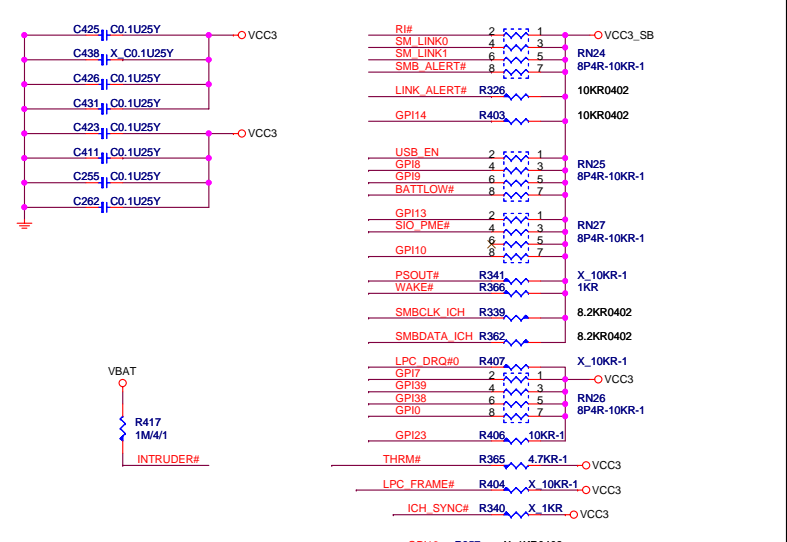 C425 C0.1U25Y VCC3
C438 X_C0.1U25Y
C426 C0.1U25Y
C431 C0.1U25Y
C423 C0.1U25Y VCC3
C411 C0.1U25Y
C255 C0.1U25Y
C262 C0.1U25Y
VBAT
R417
1M/4/1
INTRUDER#
RI# 2 1 VCC3_SB
SM_LINK0 4 3
RN24
SM_LINK1 6 5
8P4R-10KR-1
SMB_ALERT# 8 7
LINK_ALERT# R326 10KR0402
GPI14 R403 10KR0402
USB_EN 2 1
GPI8 4 3 RN25
GPI9 6 5 8P4R-10KR-1
BATTLOW# 8 7
GPI13 2 1
SIO_PME# 4 3 RN27
6 5 8P4R-10KR-1
GPI10 8 7
PSOUT# R341 X_10KR-1
WAKE# R366 1KR
SMBCLK_ICH R339 8.2KR0402
SMBDATA_ICH R362 8.2KR0402
LPC_DRQ#0 R407 X_10KR-1
GPI7 2 1 VCC3
GPI39 4 3
GPI38 6 5 RN26
GPI0 8 7 8P4R-10KR-1
GPI23 R406 10KR-1
THRM# R365 4.7KR-1 VCC3
LPC_FRAME# R404 X_10KR-1 VCC3
ICH_SYNC# R340 X_1KR VCC3